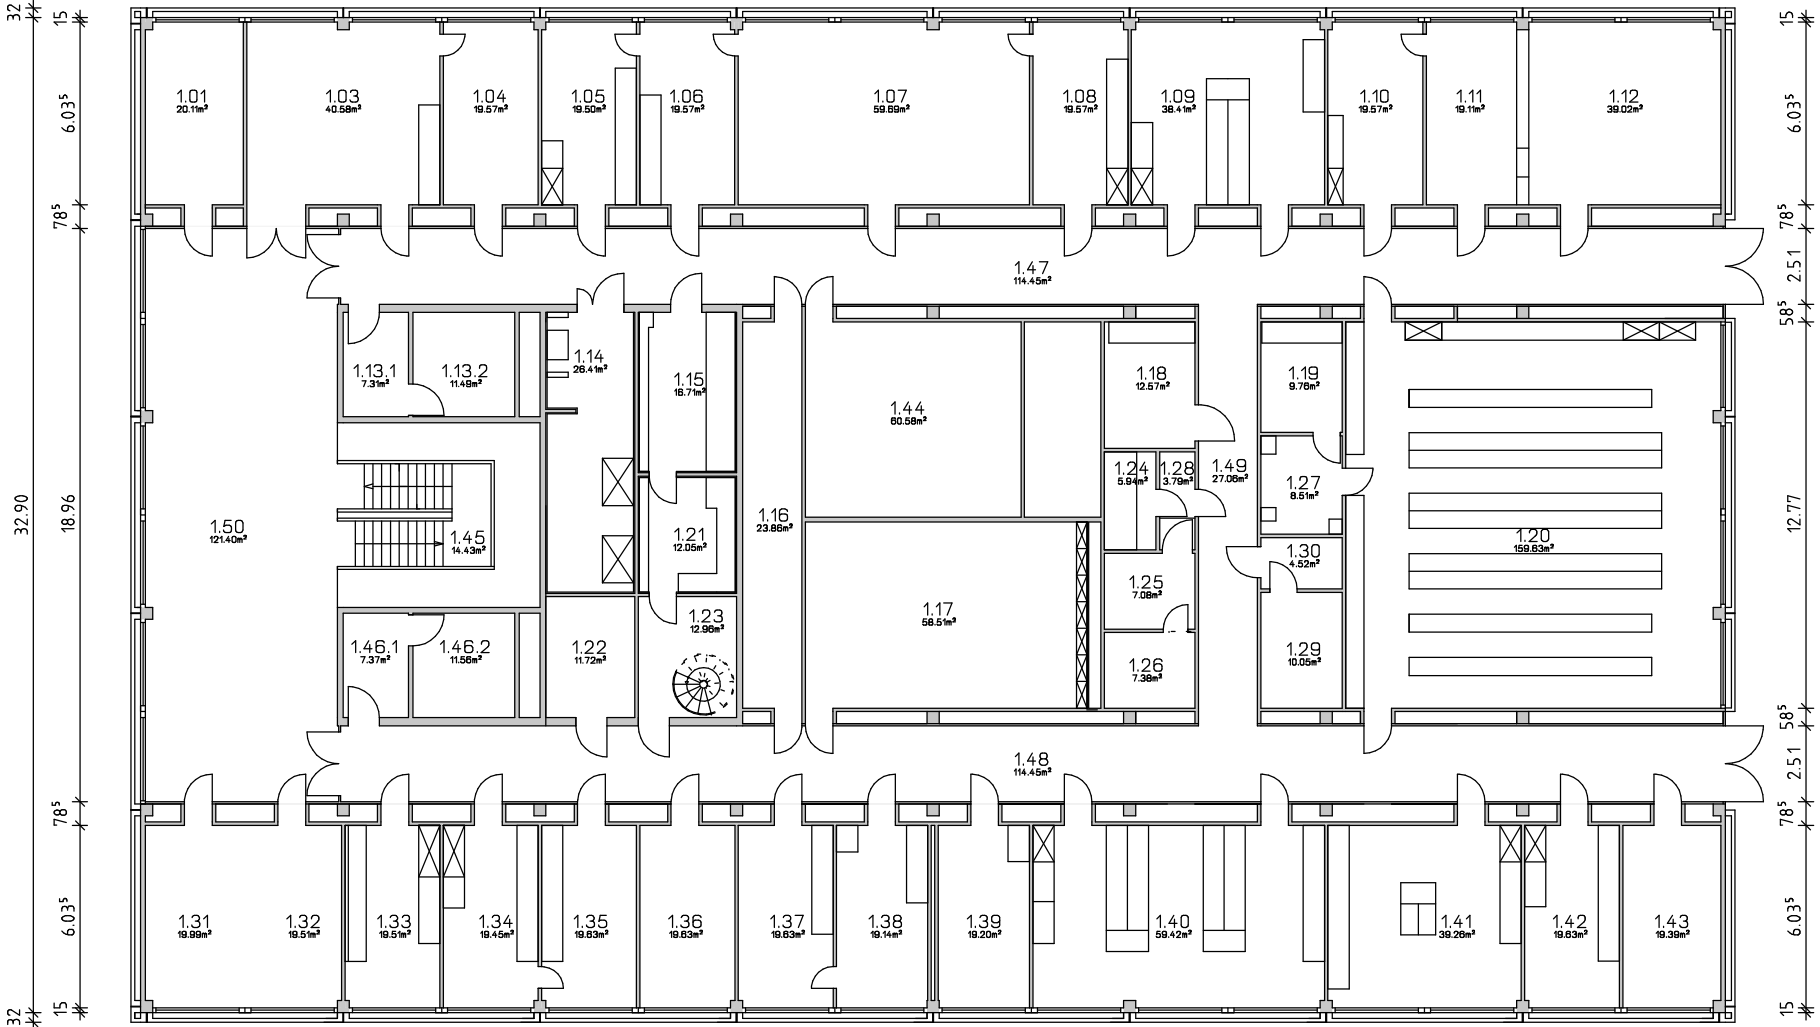 32
15
6.03⁵
78⁵
18.96
32.90
78⁵
6.03⁵
15
32
1.01
20.11m²
1.03
40.58m²
1.04
19.57m²
1.05
19.50m²
1.06
19.57m²
1.07
59.89m²
1.08
19.57m²
1.09
38.41m²
1.10
19.57m²
1.11
19.11m²
1.12
39.02m²
1.47
114.45m²
1.13.1
7.31m²
1.13.2
11.49m²
1.14
26.41m²
1.15
16.71m²
1.44
60.58m²
1.18
12.57m²
1.19
9.76m²
1.24
5.94m²
1.28
3.79m²
1.49
27.06m²
1.27
8.51m²
1.50
121.40m²
1.45
14.43m²
1.21
12.05m²
1.16
23.86m²
1.20
159.63m²
1.30
4.52m²
1.25
7.08m²
1.17
58.51m²
1.23
12.96m²
1.46.1
7.37m²
1.46.2
11.56m²
1.22
11.72m²
1.26
7.38m²
1.29
10.05m²
1.48
114.45m²
1.31
19.99m²
1.32
19.51m²
1.33
19.51m²
1.34
19.45m²
1.35
19.63m²
1.36
19.63m²
1.37
19.63m²
1.38
19.14m²
1.39
19.20m²
1.40
59.42m²
1.41
39.26m²
1.42
19.63m²
1.43
19.39m²
15
6.03⁵
78⁵
2.51
58⁵
12.77
58⁵
2.51
78⁵
6.03⁵
15